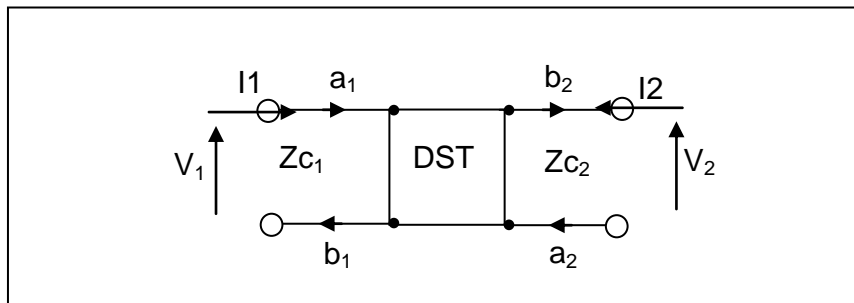 I1 a₁ b₂ I2
V₁ Zc₁ DST Zc₂ V₂
b₁ a₂